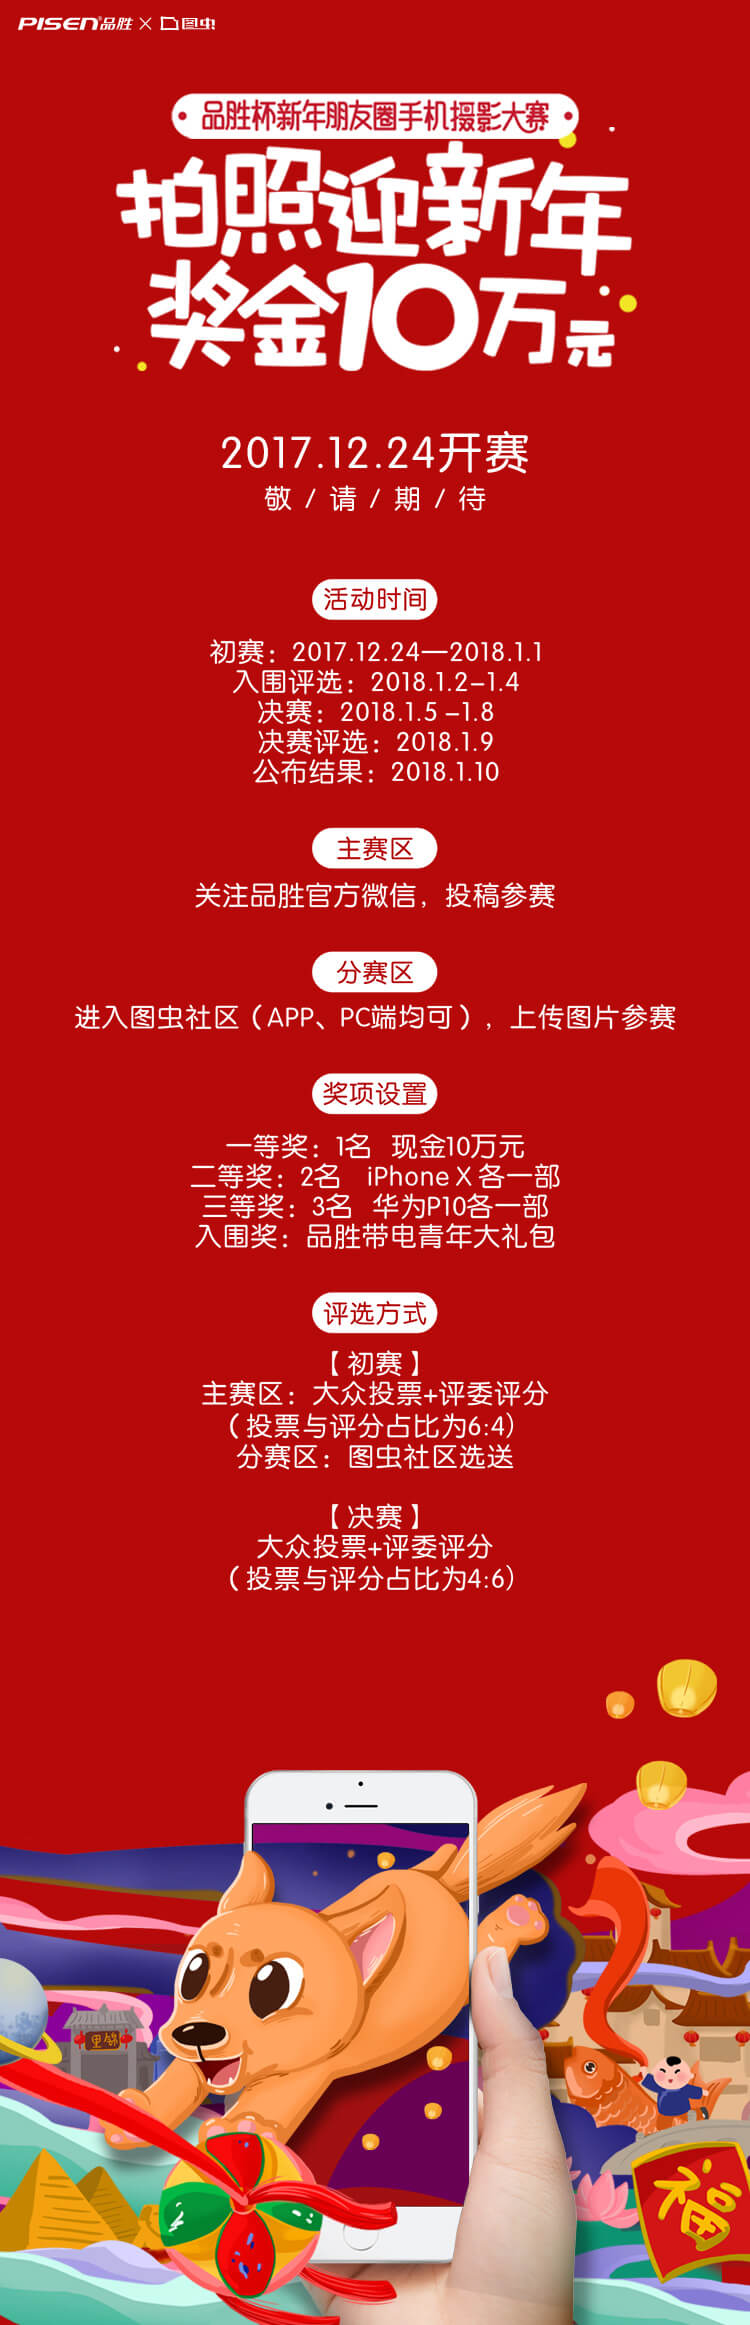 PISEN品胜 × 图虫
品胜杯新年朋友圈手机摄影大赛
拍照迎新年
奖金10万元
2017.12.24开赛
敬 / 请 / 期 / 待
活动时间
初赛：2017.12.24—2018.1.1
入围评选：2018.1.2–1.4
决赛：2018.1.5 –1.8
决赛评选：2018.1.9
公布结果：2018.1.10
主赛区
关注品胜官方微信，投稿参赛
分赛区
进入图虫社区（APP、PC端均可），上传图片参赛
奖项设置
一等奖：1名 现金10万元
二等奖：2名 iPhone X 各一部
三等奖：3名 华为P10各一部
入围奖：品胜带电青年大礼包
评选方式
【初赛】
主赛区：大众投票+评委评分
（投票与评分占比为6:4）
分赛区：图虫社区选送
【决赛】
大众投票+评委评分
（投票与评分占比为4:6）
里锦
福